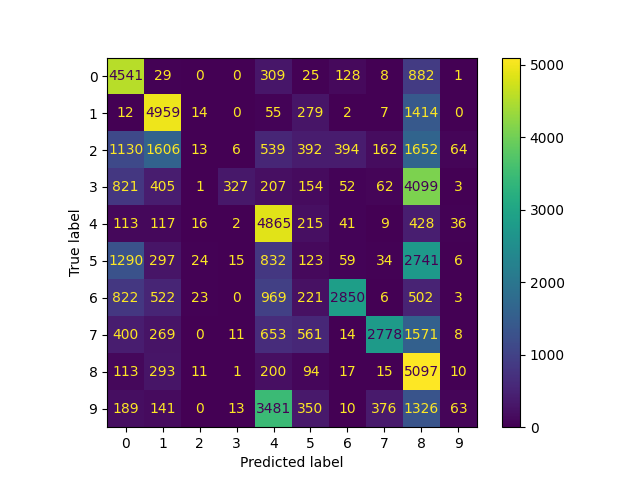 0 4541 29 0 0 309 25 128 8 882 1 5000
1 12 4959 14 0 55 279 2 7 1414 0
2 1130 1606 13 6 539 392 394 162 1652 64 4000
3 821 405 1 327 207 154 52 62 4099 3
4 113 117 16 2 4865 215 41 9 428 36 3000
True label
5 1290 297 24 15 832 123 59 34 2741 6
6 822 522 23 0 969 221 2850 6 502 3 2000
7 400 269 0 11 653 561 14 2778 1571 8
8 113 293 11 1 200 94 17 15 5097 10 1000
9 189 141 0 13 3481 350 10 376 1326 63
0
0 1 2 3 4 5 6 7 8 9
Predicted label